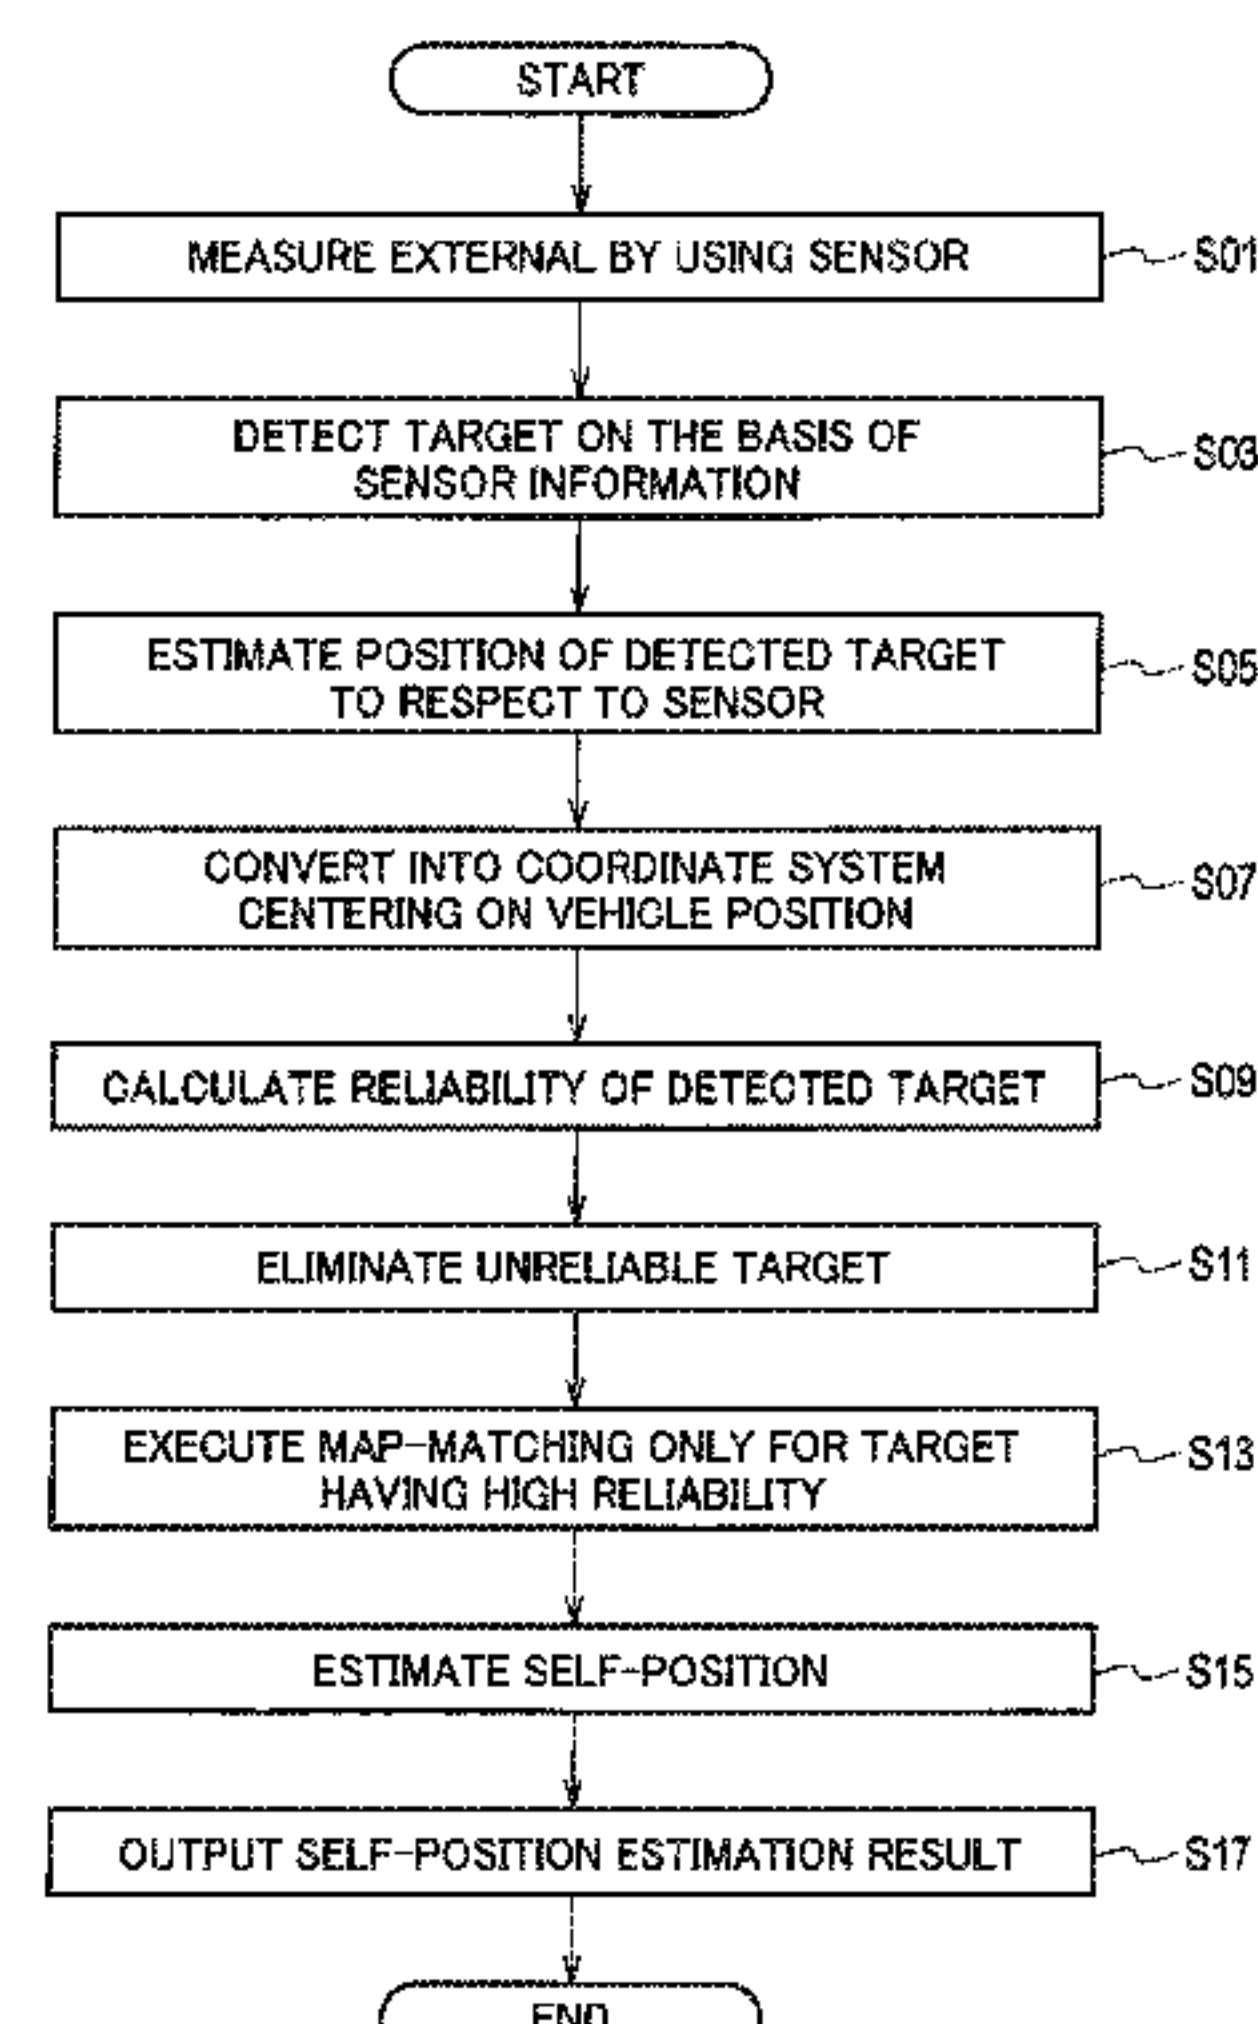 START
MEASURE EXTERNAL BY USING SENSOR
S01
DETECT TARGET ON THE BASIS OF
SENSOR INFORMATION
S03
ESTIMATE POSITION OF DETECTED TARGET
TO RESPECT TO SENSOR
S05
CONVERT INTO COORDINATE SYSTEM
CENTERING ON VEHICLE POSITION
S07
CALCULATE RELIABILITY OF DETECTED TARGET
S09
ELIMINATE UNRELIABLE TARGET
S11
EXECUTE MAP-MATCHING ONLY FOR TARGET
HAVING HIGH RELIABILITY
S13
ESTIMATE SELF-POSITION
S15
OUTPUT SELF-POSITION ESTIMATION RESULT
S17
END